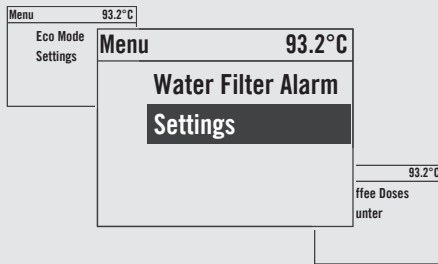 Menu 93.2°C
Eco Mode
Settings
Menu 93.2°C
Water Filter Alarm
Settings
93.2°C
ffee Doses
unter